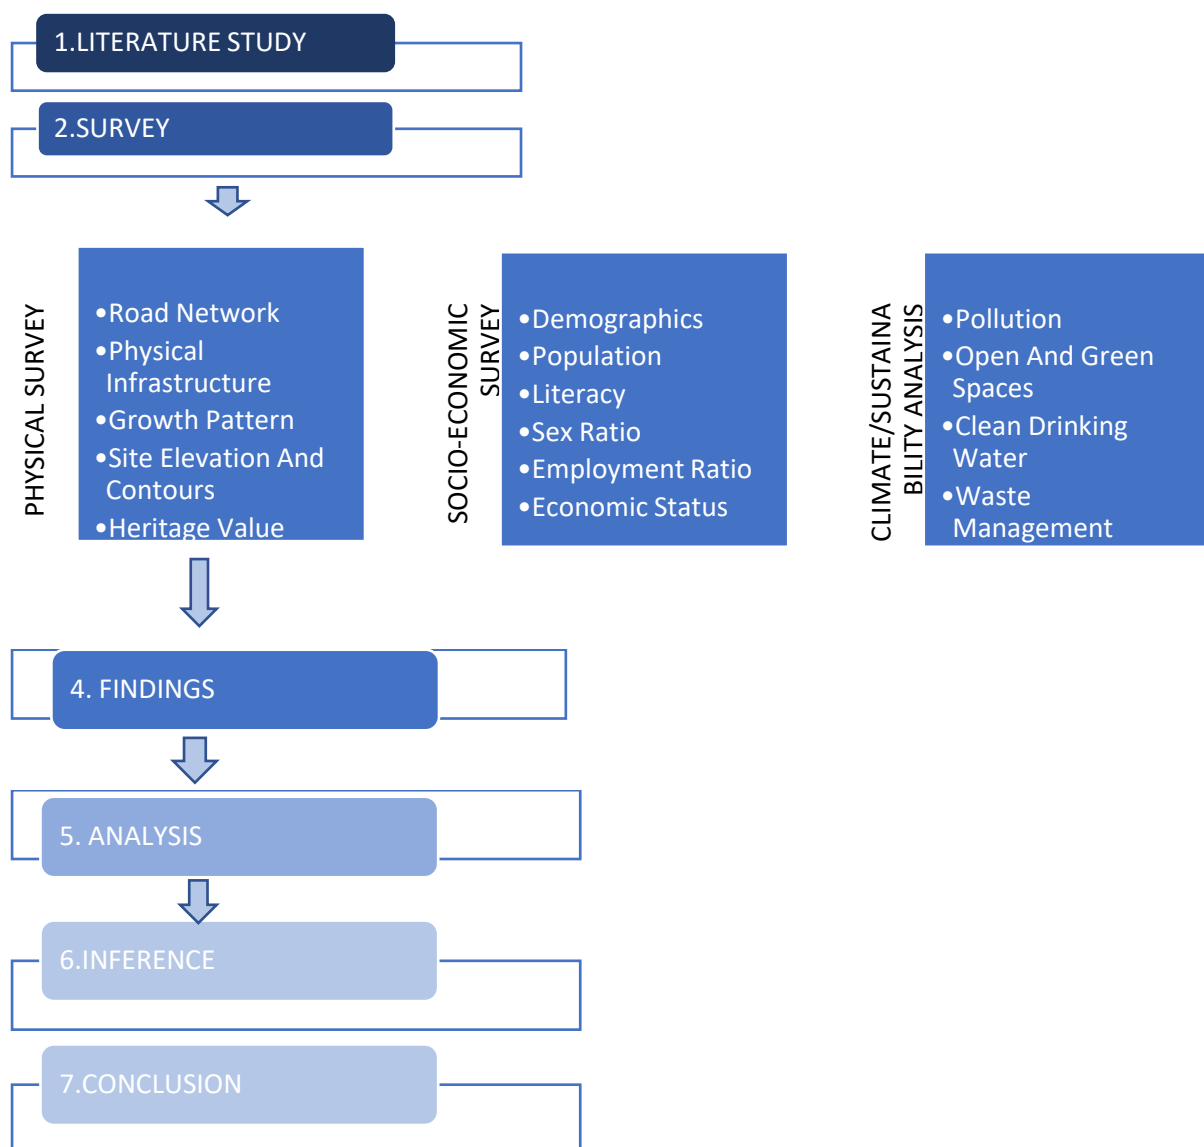 1.LITERATURE STUDY
2.SURVEY
PHYSICAL SURVEY
•Road Network
•Physical
Infrastructure
•Growth Pattern
•Site Elevation And
Contours
•Heritage Value
SOCIO-ECONOMIC
SURVEY
•Demographics
•Population
•Literacy
•Sex Ratio
•Employment Ratio
•Economic Status
CLIMATE/SUSTAINA
BILITY ANALYSIS
•Pollution
•Open And Green
Spaces
•Clean Drinking
Water
•Waste
Management
4. FINDINGS
5. ANALYSIS
6.INFERENCE
7.CONCLUSION